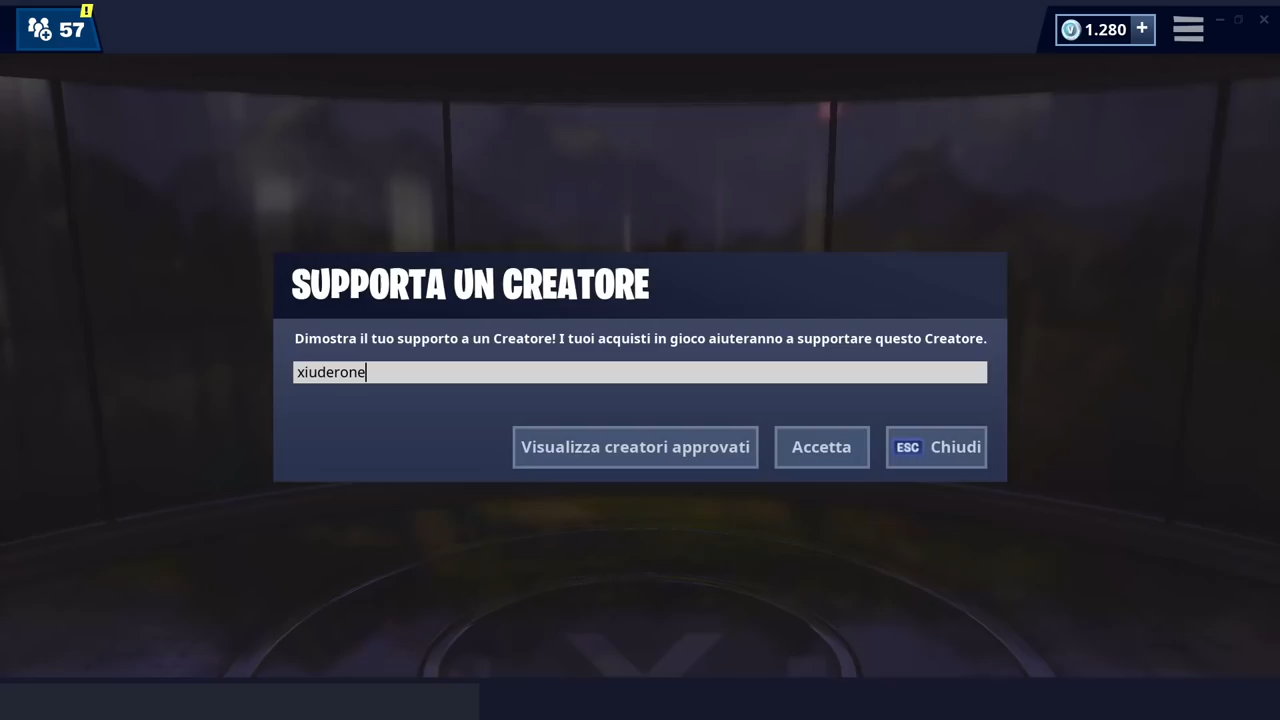 57
!
1.280 +
SUPPORTA UN CREATORE
Dimostra il tuo supporto a un Creatore! I tuoi acquisti in gioco aiuteranno a supportare questo Creatore.
xiuderone
Visualizza creatori approvati
Accetta
ESC Chiudi